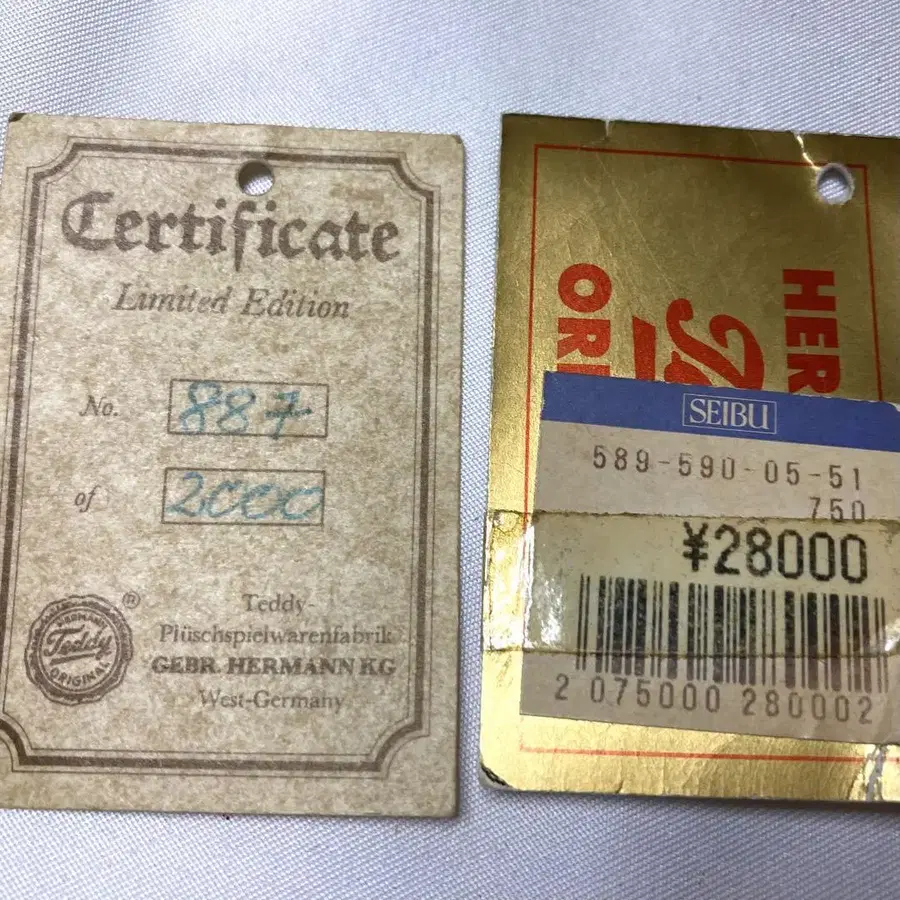 Certificate
Limited Edition
No. 887
of 2000
HERMANN
Teddy
ORIGINAL
®
Teddy-
Plüschspielwarenfabrik
GEBR. HERMANN KG
West-Germany
HER
ORI
SEIBU
589-590-05-51
750
¥28000
2 075000 280002